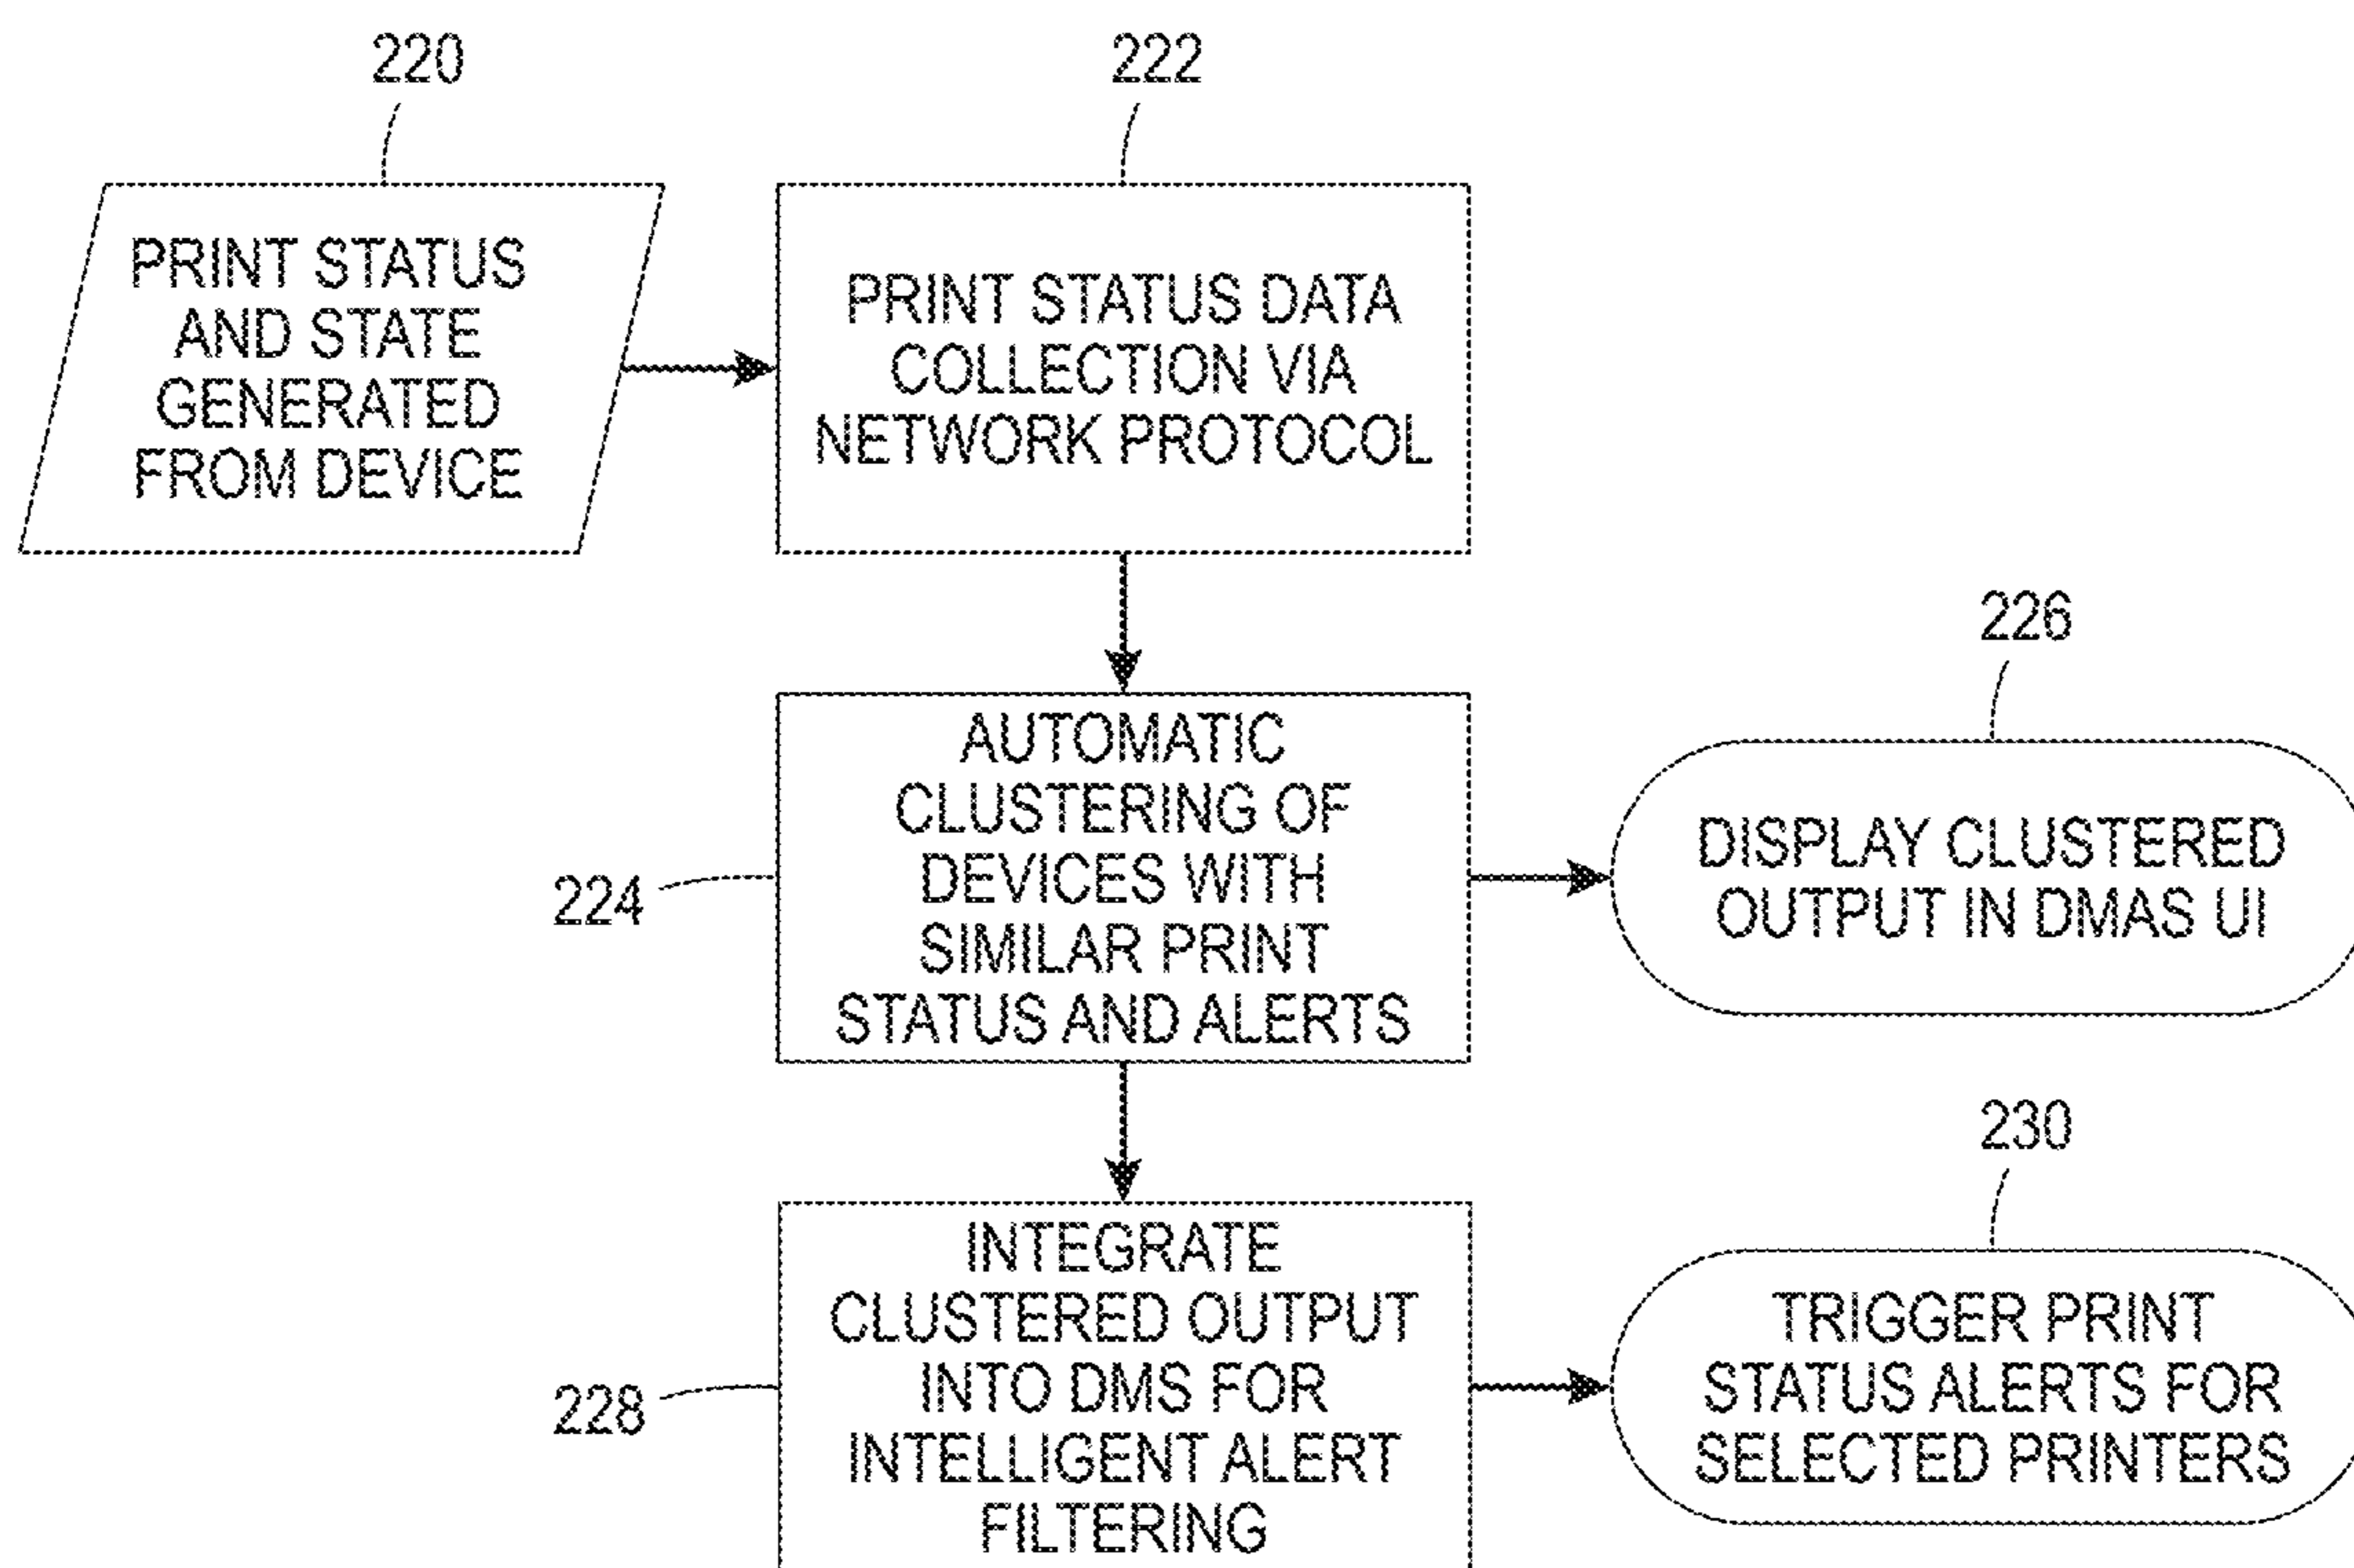 220
PRINT STATUS
AND STATE
GENERATED
FROM DEVICE
222
PRINT STATUS DATA
COLLECTION VIA
NETWORK PROTOCOL
224
AUTOMATIC
CLUSTERING OF
DEVICES WITH
SIMILAR PRINT
STATUS AND ALERTS
226
DISPLAY CLUSTERED
OUTPUT IN DMAS UI
228
INTEGRATE
CLUSTERED OUTPUT
INTO DMS FOR
INTELLIGENT ALERT
FILTERING
230
TRIGGER PRINT
STATUS ALERTS FOR
SELECTED PRINTERS